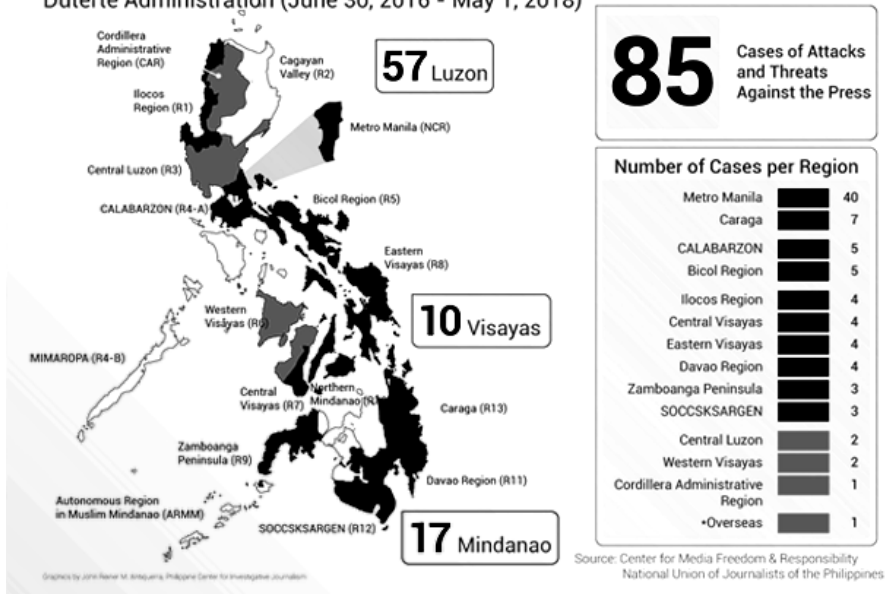 Duterte Administration (June 30, 2016 - May 1, 2018)
Cordillera
Administrative
Region (CAR)
Cagayan
Valley (R2)
57 Luzon
Ilocos
Region (R1)
Metro Manila (NCR)
Central Luzon (R3)
CALABARZON (R4-A)
Bicol Region (R5)
Eastern
Visayas (R8)
Western
Visayas (R6)
10 Visayas
MIMAROPA (R4-B)
Central
Visayas (R7)
Northern
Mindanao
Caraga (R13)
Zamboanga
Peninsula (R9)
Davao Region (R11)
Autonomous Region
in Muslim Mindanao (ARMM)
SOCCSKSARGEN (R12)
17 Mindanao
Philippine Center for Investigative Journalism
85
Cases of Attacks
and Threats
Against the Press
Number of Cases per Region
Metro Manila 40
Caraga 7
CALABARZON 5
Bicol Region 5
Ilocos Region 4
Central Visayas 4
Eastern Visayas 4
Davao Region 4
Zamboanga Peninsula 3
SOCCSKSARGEN 3
Central Luzon 2
Western Visayas 2
Cordillera Administrative
Region 1
*Overseas 1
Source: Center for Media Freedom & Responsibility
National Union of Journalists of the Philippines